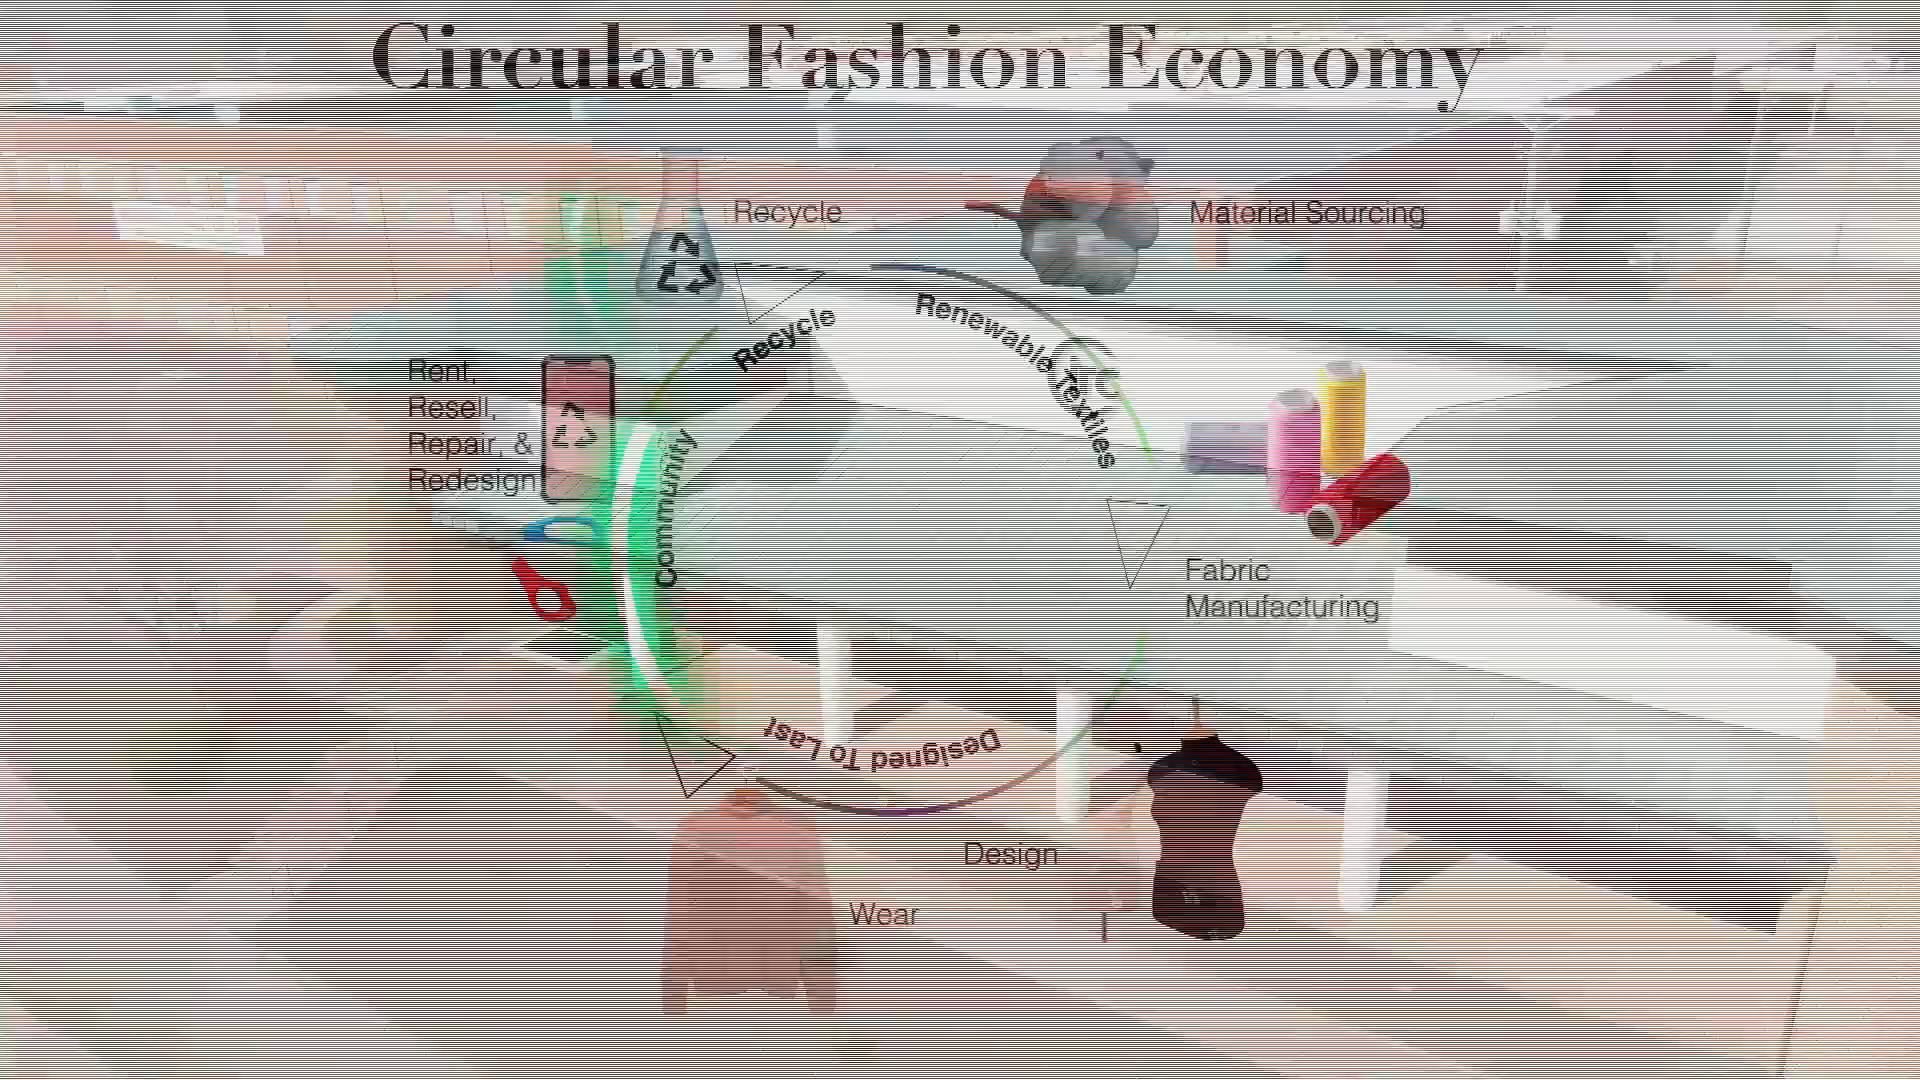 Circular Fashion Economy
Recycle
Material Sourcing
Recycle
Renewable Textiles
Rent,
Resell,
Repair, &
Redesign
Community
Fabric
Manufacturing
Designed To Last
Design
Wear